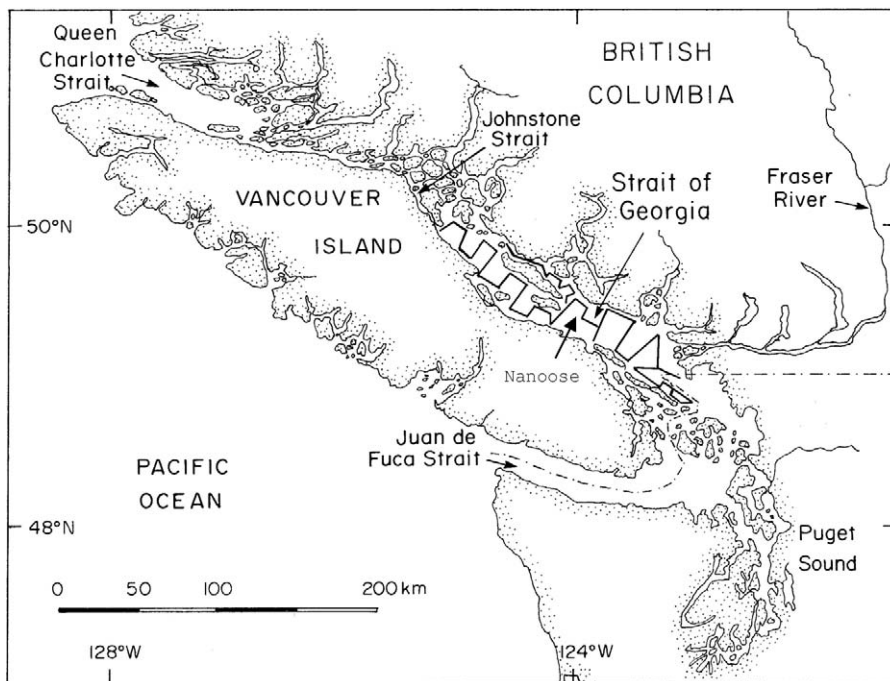 Queen
Charlotte
Strait
BRITISH
COLUMBIA
Johnstone
Strait
VANCOUVER
ISLAND
Strait of
Georgia
Fraser
River
50°N
Nanoose
Juan de
Fuca Strait
PACIFIC
OCEAN
48°N
Puget
Sound
0 50 100 200 km
128°W
124°W